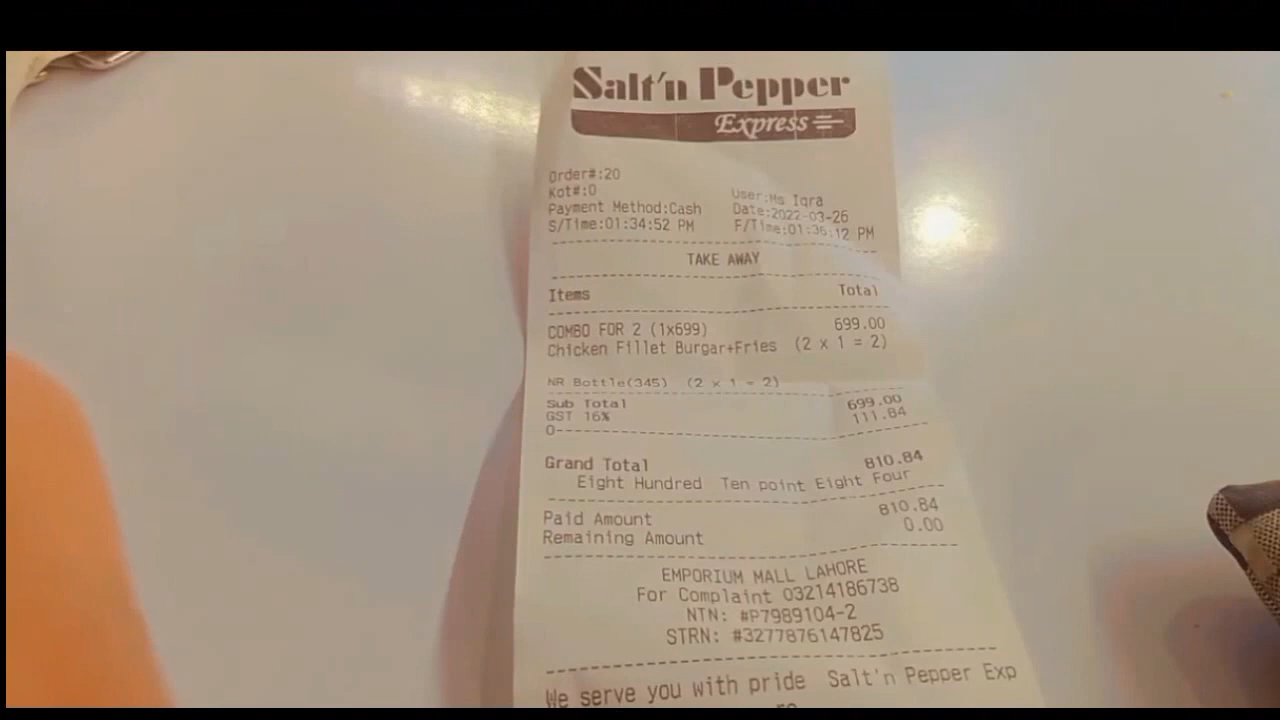 Salt'n Pepper
Express
Order#:20
Kot#:0 User:Ms Iqra
Payment Method:Cash Date:2022-03-26
S/Time:01:34:52 PM F/Time:01:36:12 PM
TAKE AWAY
Items Total
COMBO FOR 2 (1x699) 699.00
Chicken Fillet Burgar+Fries (2 x 1 = 2)
NR Bottle(345) (2 x 1 = 2)
Sub Total 699.00
GST 16% 111.84
0
Grand Total 810.84
Eight Hundred Ten point Eight Four
Paid Amount 810.84
Remaining Amount 0.00
EMPORIUM MALL LAHORE
For Complaint 03214186738
NTN: #P7989104-2
STRN: #3277876147825
We serve you with pride Salt'n Pepper Exp